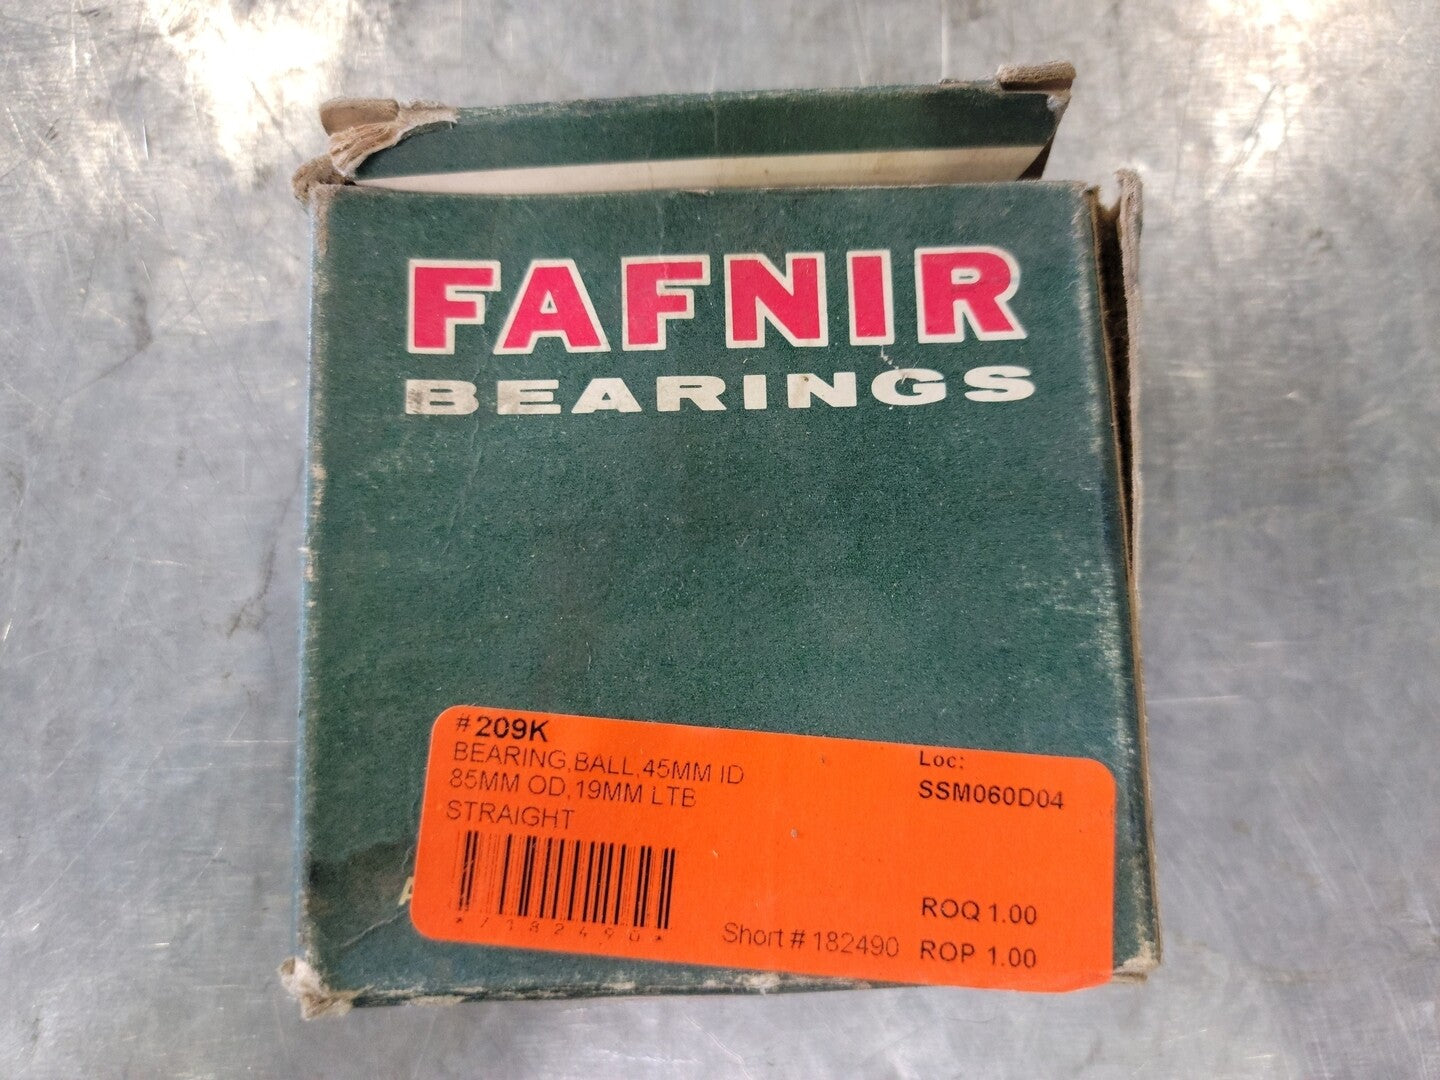 FAFNIR
BEARINGS
#209K
BEARING,BALL,45MM ID
85MM OD,19MM LTB
STRAIGHT
Loc:
SSM060D04
ROQ 1.00
Short # 182490
ROP 1.00